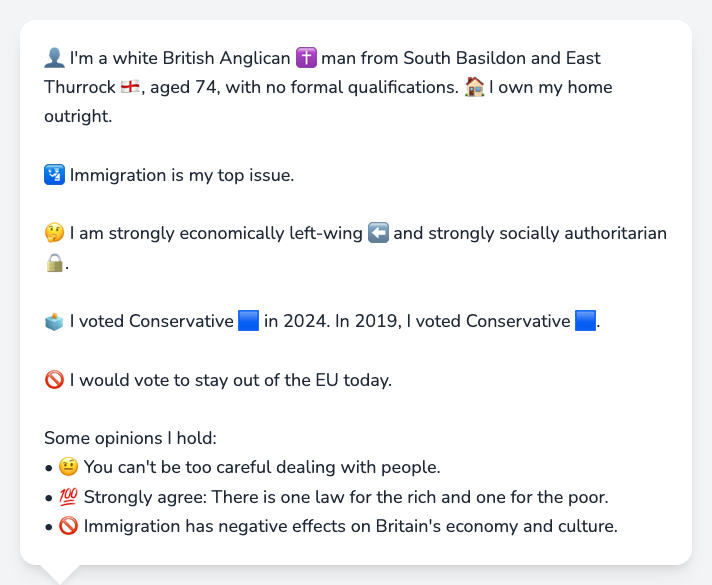 👤 I'm a white British Anglican ✝️ man from South Basildon and East
Thurrock 🏴󠁧󠁢󠁥󠁮󠁧󠁿, aged 74, with no formal qualifications. 🏠 I own my home
outright.
🛂 Immigration is my top issue.
🤔 I am strongly economically left-wing ⬅️ and strongly socially authoritarian
🔒.
🗳️ I voted Conservative 🟦 in 2024. In 2019, I voted Conservative 🟦.
🚫 I would vote to stay out of the EU today.
Some opinions I hold:
• 🤨 You can't be too careful dealing with people.
• 💯 Strongly agree: There is one law for the rich and one for the poor.
• 🚫 Immigration has negative effects on Britain's economy and culture.